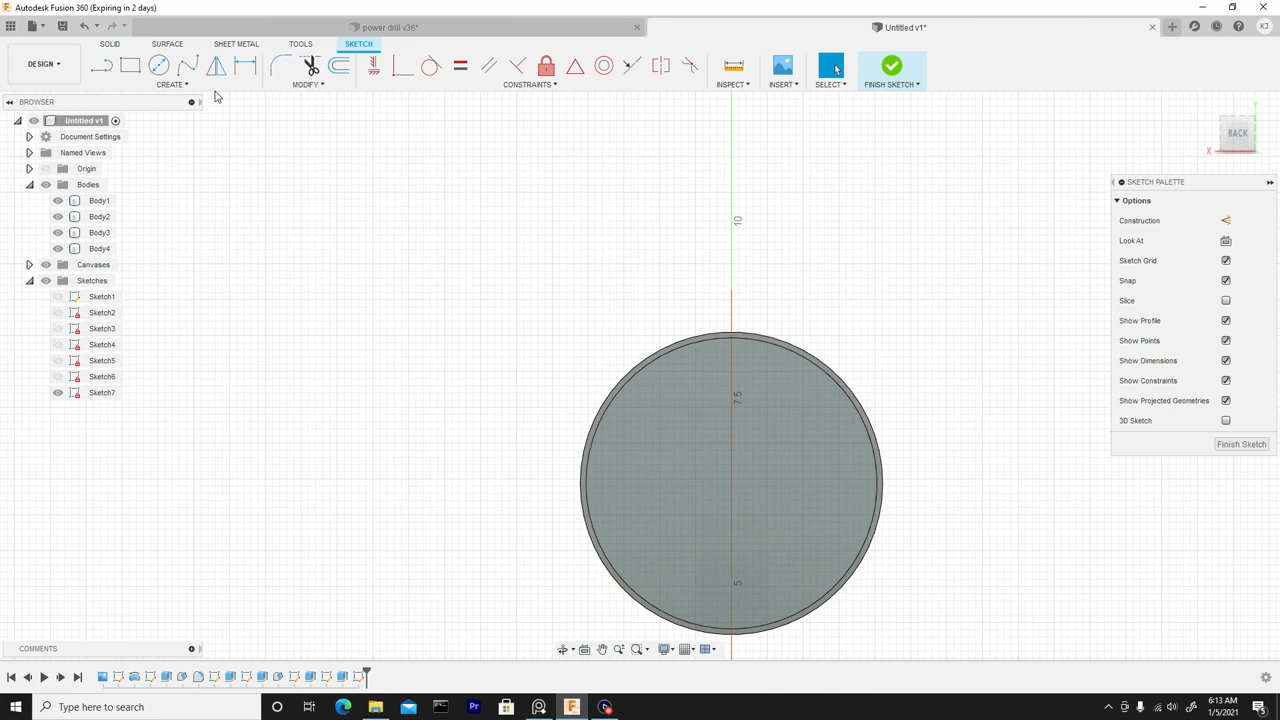 Autodesk Fusion 360 (Expiring in 2 days)
power drill v36*
Untitled v1*
KJ
DESIGN
SOLID
SURFACE
SHEET METAL
TOOLS
SKETCH
CREATE
MODIFY
CONSTRAINTS
INSPECT
INSERT
SELECT
FINISH SKETCH
BROWSER
Untitled v1
Document Settings
Named Views
Origin
Bodies
Body1
Body2
Body3
Body4
Canvases
Sketches
Sketch1
Sketch2
Sketch3
Sketch4
Sketch5
Sketch6
Sketch7
10
7.5
5
Y
X
BACK
SKETCH PALETTE
Options
Construction
Look At
Sketch Grid
Snap
Slice
Show Profile
Show Points
Show Dimensions
Show Constraints
Show Projected Geometries
3D Sketch
Finish Sketch
COMMENTS
Type here to search
Pr
F
6:13 AM
1/5/2021